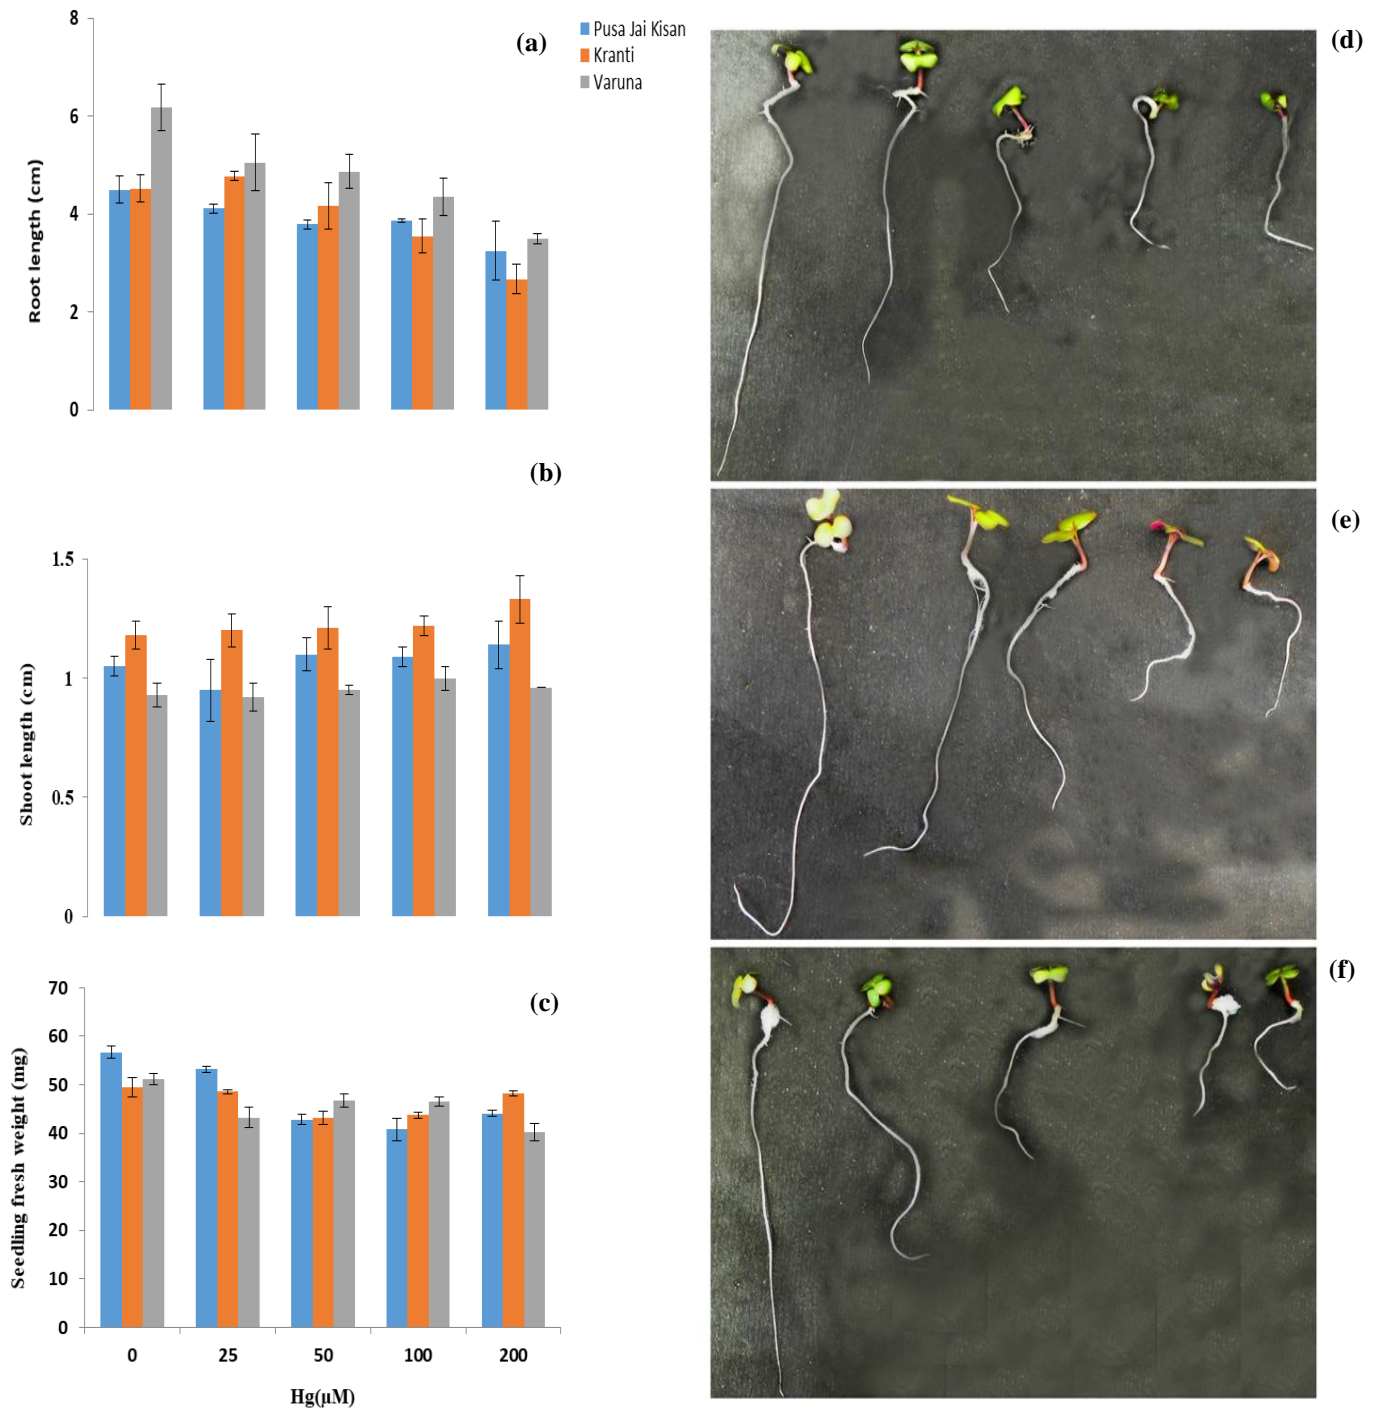 (a)
Pusa Jai Kisan
Kranti
Varuna
8
6
4
2
0
Root length (cm)
(b)
1.5
1
0.5
0
Shoot length (cm)
(c)
70
60
50
40
30
20
10
0
Seedling fresh weight (mg)
0 25 50 100 200
Hg(µM)
(d)
(e)
(f)